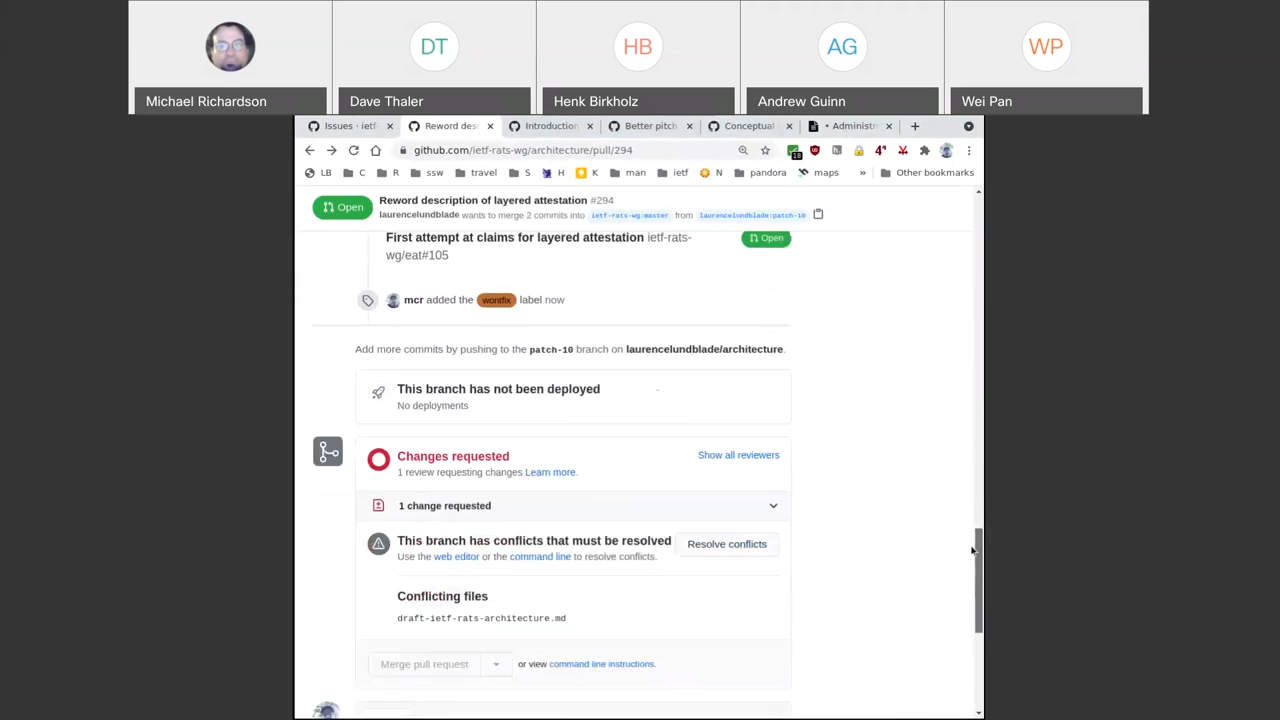 DT
HB
AG
WP
Michael Richardson
Dave Thaler
Henk Birkholz
Andrew Guinn
Wei Pan
Issues · ietf-
Reword des
Introduction
Better pitch
Conceptual
• Administr
github.com/ietf-rats-wg/architecture/pull/294
18
LB
C
R
ssw
travel
S
H
K
man
ietf
N
pandora
maps
»
Other bookmarks
Open
Reword description of layered attestation #294
laurencelundblade wants to merge 2 commits into ietf-rats-wg:master from laurencelundblade:patch-10
First attempt at claims for layered attestation ietf-rats-
wg/eat#105
Open
mcr added the wontfix label now
Add more commits by pushing to the patch-10 branch on laurencelundblade/architecture.
This branch has not been deployed
No deployments
Changes requested
Show all reviewers
1 review requesting changes Learn more.
1 change requested
This branch has conflicts that must be resolved
Resolve conflicts
Use the web editor or the command line to resolve conflicts.
Conflicting files
draft-ietf-rats-architecture.md
Merge pull request
or view command line instructions.